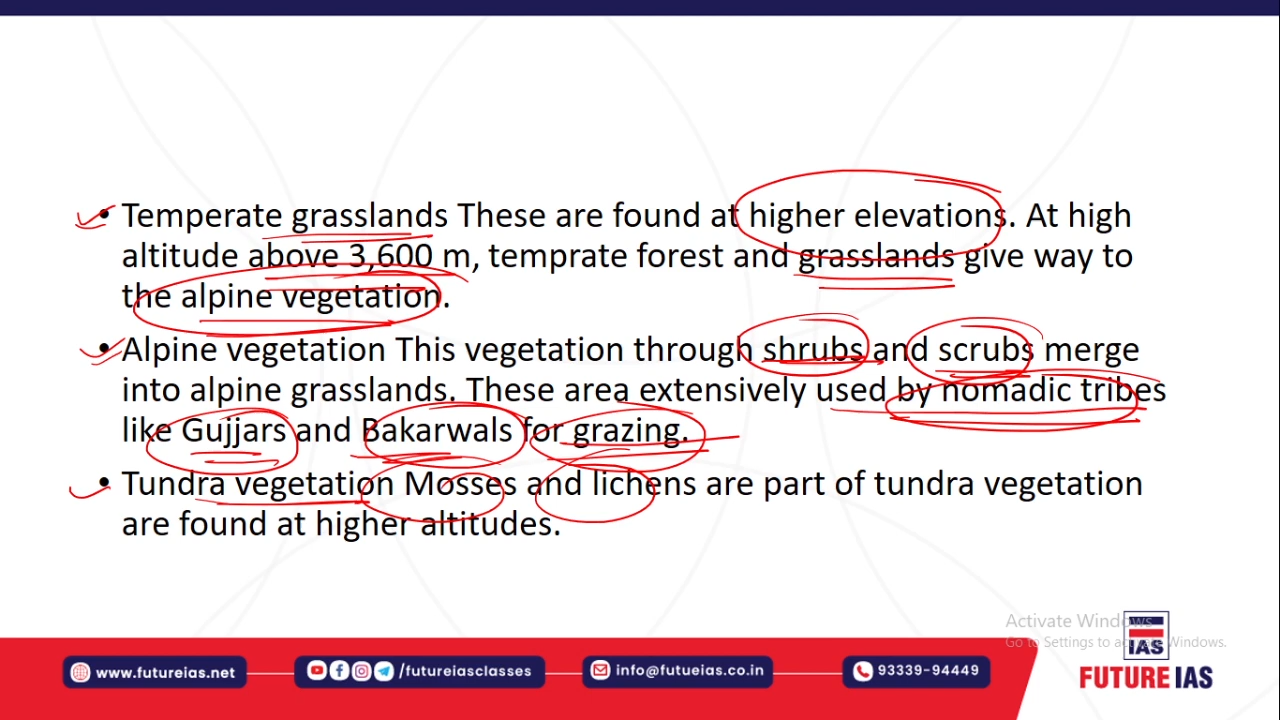 • Temperate grasslands These are found at higher elevations. At high
altitude above 3,600 m, temprate forest and grasslands give way to
the alpine vegetation.
• Alpine vegetation This vegetation through shrubs and scrubs merge
into alpine grasslands. These area extensively used by nomadic tribes
like Gujjars and Bakarwals for grazing.
• Tundra vegetation Mosses and lichens are part of tundra vegetation
are found at higher altitudes.
Activate Windows
Go to Settings to activate Windows.
IAS
www.futureias.net
/futureiasclasses
info@futueias.co.in
93339-94449
FUTURE IAS